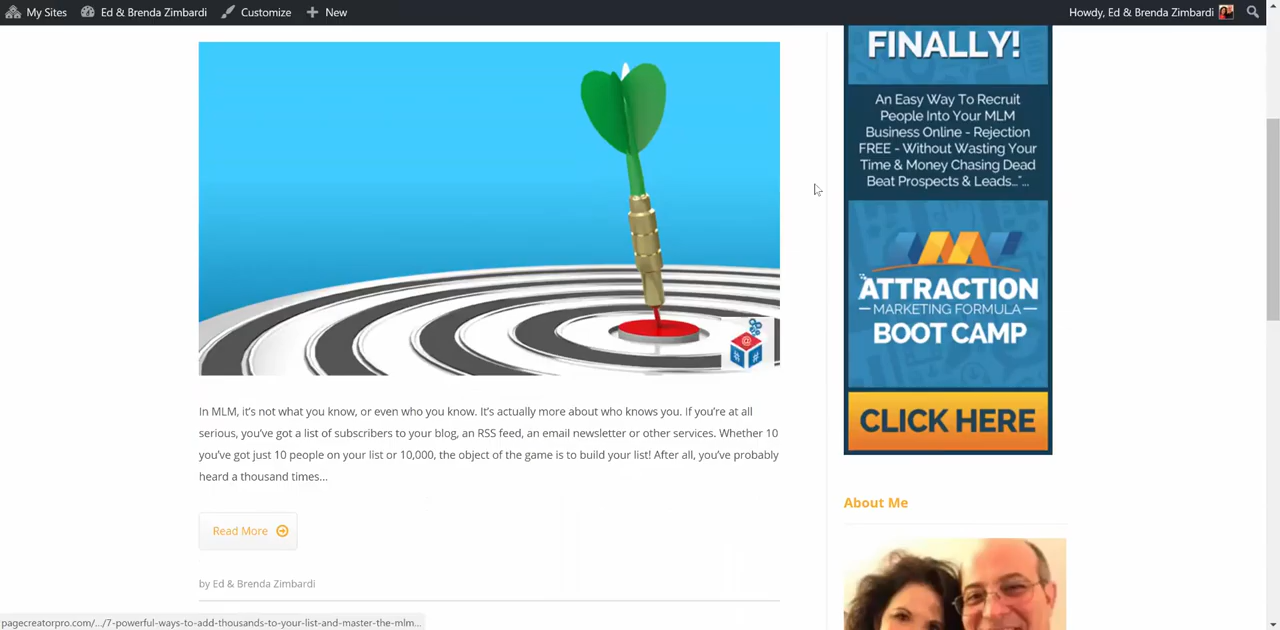 My Sites Ed & Brenda Zimbardi Customize New Howdy, Ed & Brenda Zimbardi
FINALLY!
An Easy Way To Recruit
People Into Your MLM
Business Online - Rejection
FREE - Without Wasting Your
Time & Money Chasing Dead
Beat Prospects & Leads..."...
ATTRACTION
MARKETING FORMULA
BOOT CAMP
CLICK HERE
In MLM, it’s not what you know, or even who you know. It’s actually more about who knows you. If you’re at all
serious, you’ve got a list of subscribers to your blog, an RSS feed, an email newsletter or other services. Whether 10
you’ve got just 10 people on your list or 10,000, the object of the game is to build your list! After all, you’ve probably
heard a thousand times...
Read More
by Ed & Brenda Zimbardi
About Me
pagecreatorpro.com/.../7-powerful-ways-to-add-thousands-to-your-list-and-master-the-mlm...